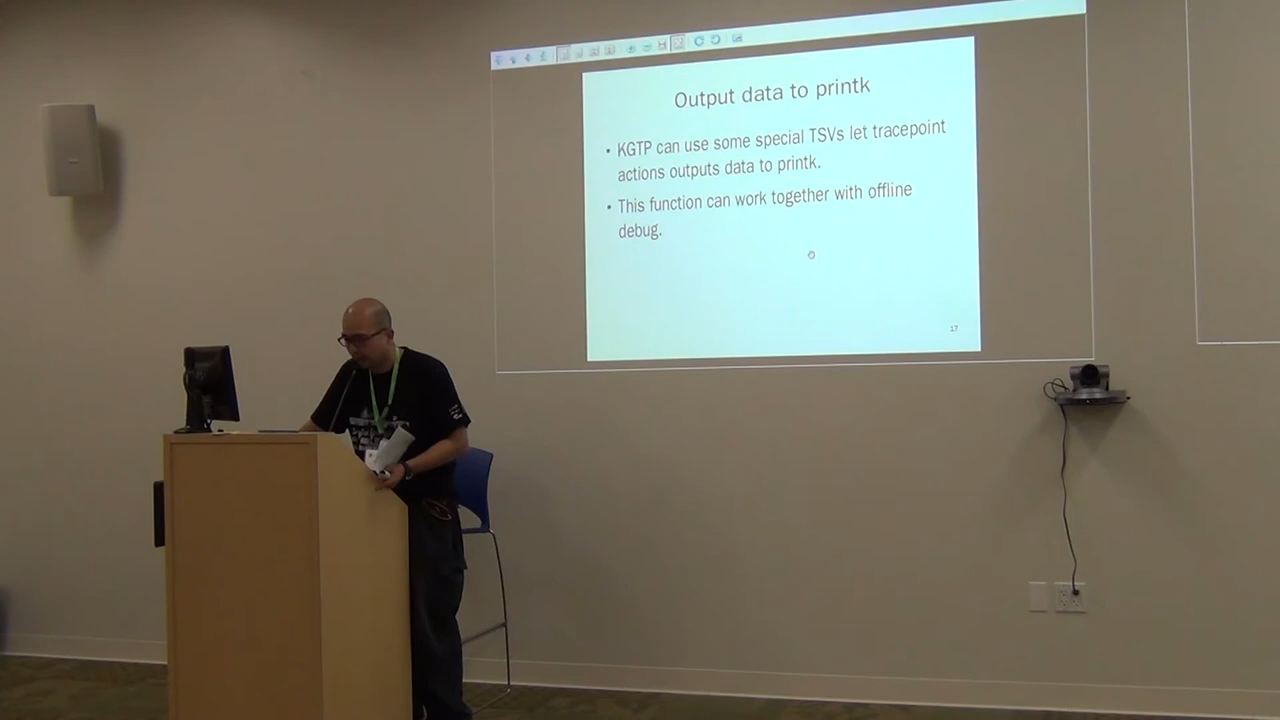 Output data to printk
• KGTP can use some special TSVs let tracepoint
actions outputs data to printk.
• This function can work together with offline
debug.
17